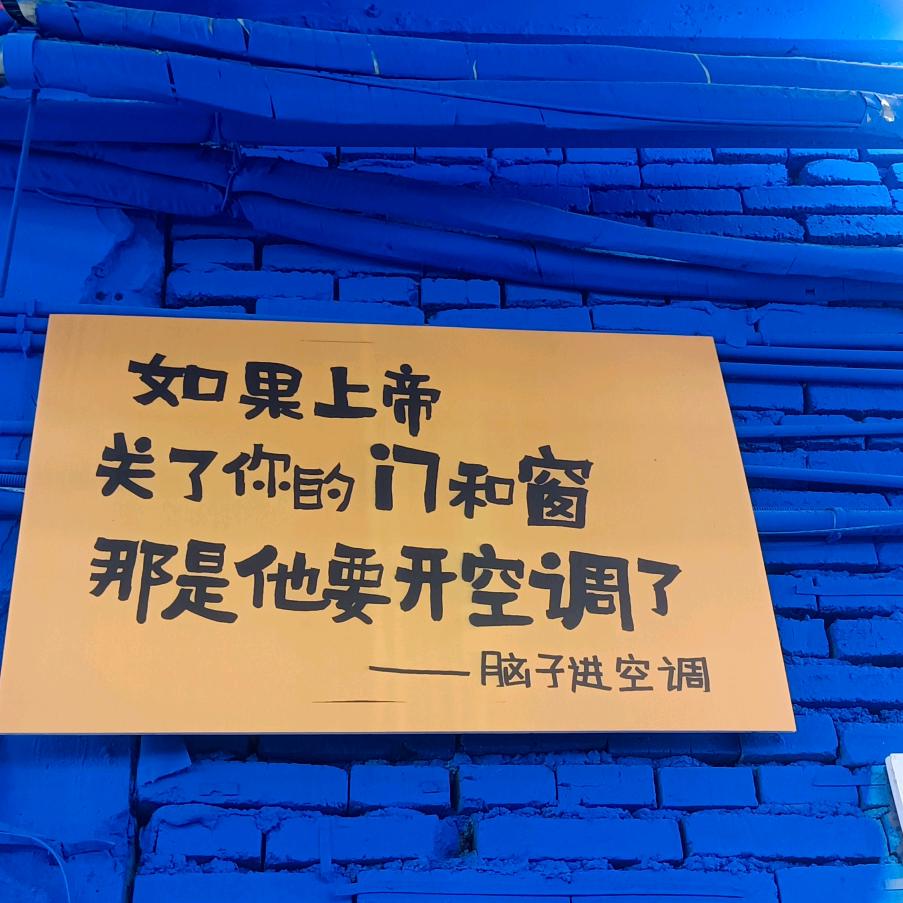 如果上帝
关了你的门和窗
那是他要开空调了
——脑子进空调